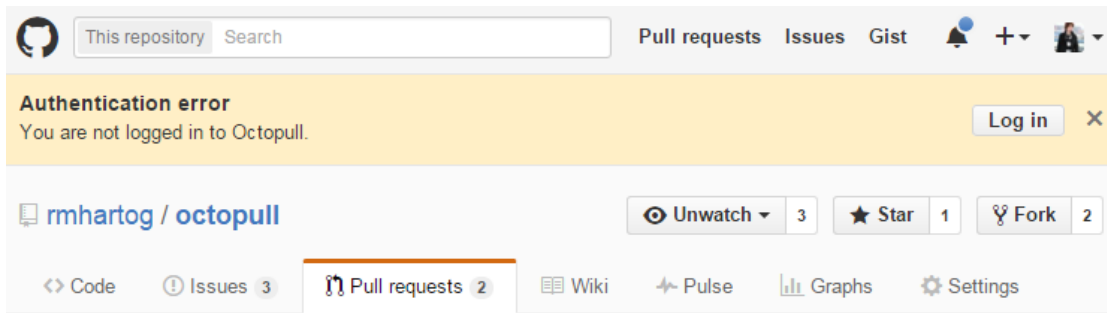 This repository Search Pull requests Issues Gist
Authentication error
You are not logged in to Octopull.
Log in
rmhartog / octopull Unwatch 3 Star 1 Fork 2
Code Issues 3 Pull requests 2 Wiki Pulse Graphs Settings